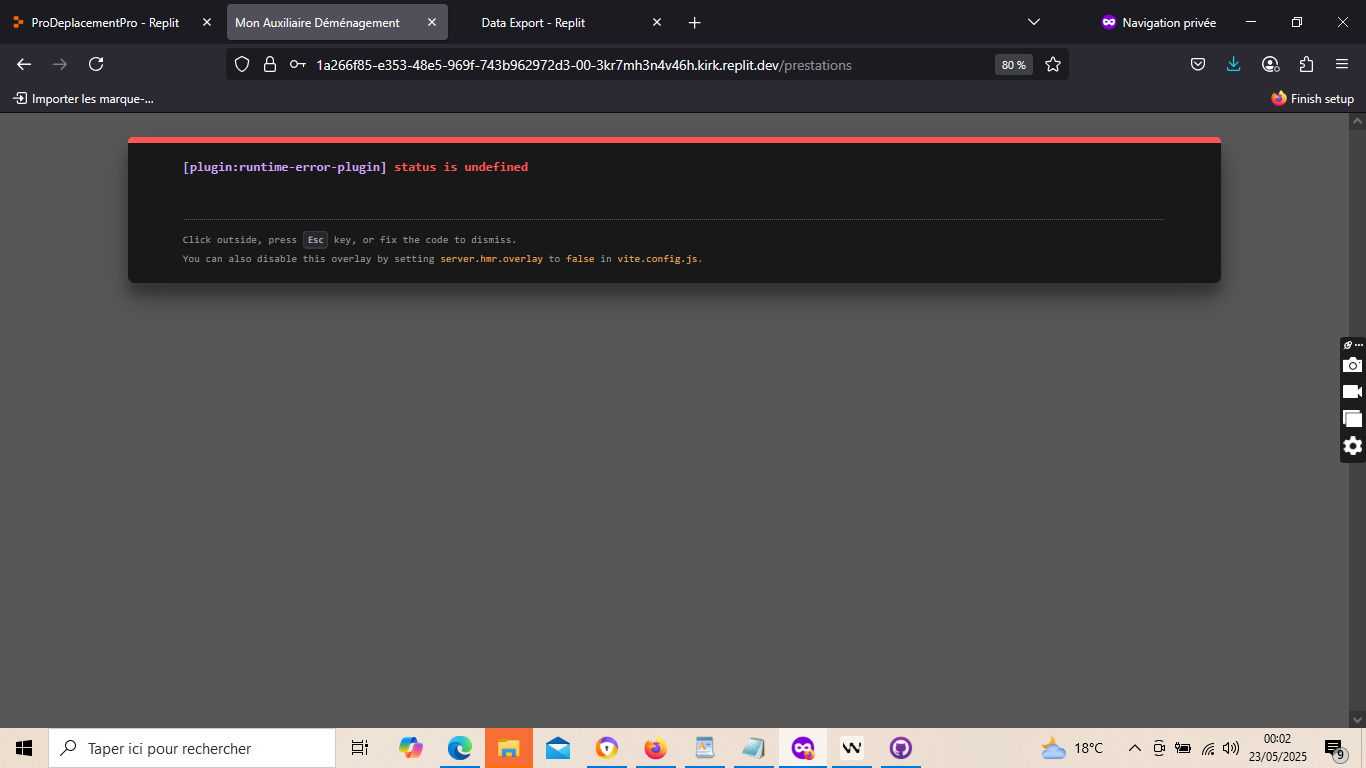 ProDeplacementPro - Replit
Mon Auxiliaire Déménagement
Data Export - Replit
Navigation privée
1a266f85-e353-48e5-969f-743b962972d3-00-3kr7mh3n4v46h.kirk.replit.dev/prestations
80 %
Importer les marque-...
Finish setup
[plugin:runtime-error-plugin] status is undefined
Click outside, press Esc key, or fix the code to dismiss.
You can also disable this overlay by setting server.hmr.overlay to false in vite.config.js.
Taper ici pour rechercher
18°C
00:02
23/05/2025
9